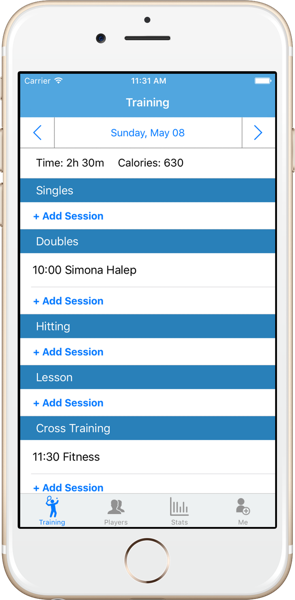 Carrier 11:31 AM
Training
Sunday, May 08
Time: 2h 30m Calories: 630
Singles
+ Add Session
Doubles
10:00 Simona Halep
+ Add Session
Hitting
+ Add Session
Lesson
+ Add Session
Cross Training
11:30 Fitness
+ Add Session
Training Players Stats Me